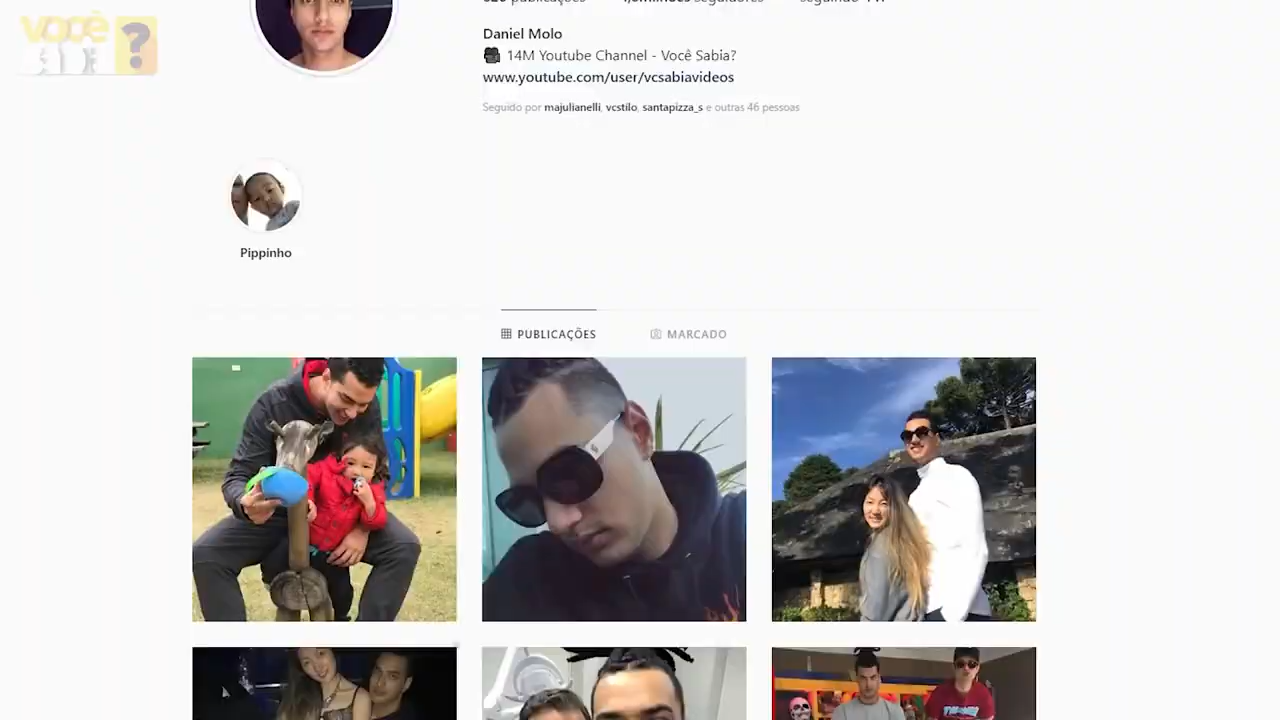 VOCÊ
?
Daniel Molo
🎥 14M Youtube Channel - Você Sabia?
www.youtube.com/user/vcsabiavideos
Seguido por majulianelli, vcstilo, santapizza_s e outras 46 pessoas
Pippinho
PUBLICAÇÕES MARCADO